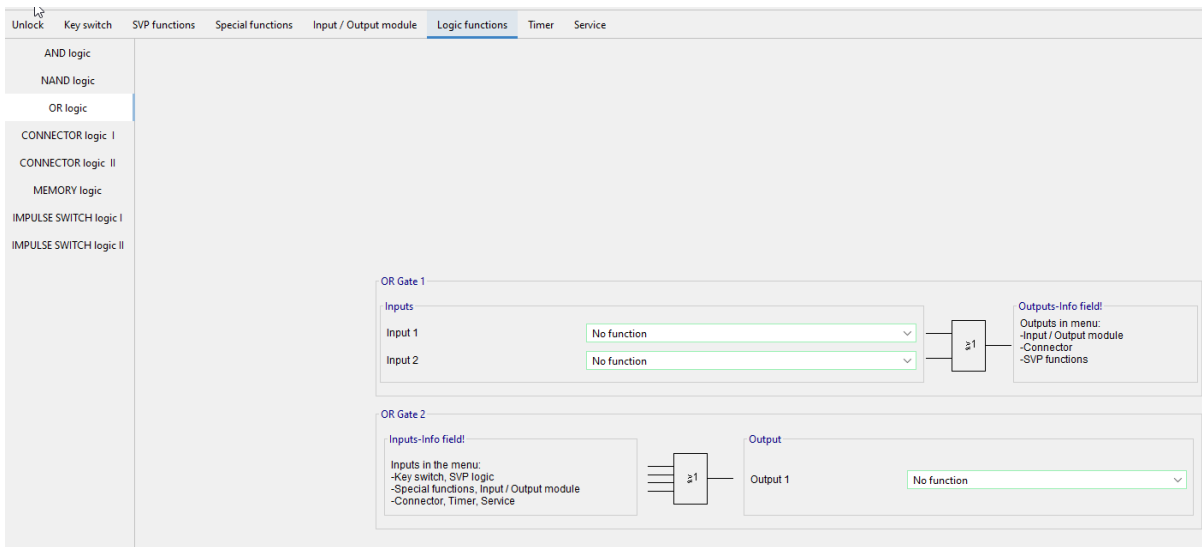 Unlock Key switch SVP functions Special functions Input / Output module Logic functions Timer Service
AND logic
NAND logic
OR logic
CONNECTOR logic I
CONNECTOR logic II
MEMORY logic
IMPULSE SWITCH logic I
IMPULSE SWITCH logic II
OR Gate 1
Inputs
Input 1 No function
Input 2 No function
≥1
Outputs-Info field!
Outputs in menu:
-Input / Output module
-Connector
-SVP functions
OR Gate 2
Inputs-Info field!
Inputs in the menu:
-Key switch, SVP logic
-Special functions, Input / Output module
-Connector, Timer, Service
≥1
Output
Output 1 No function